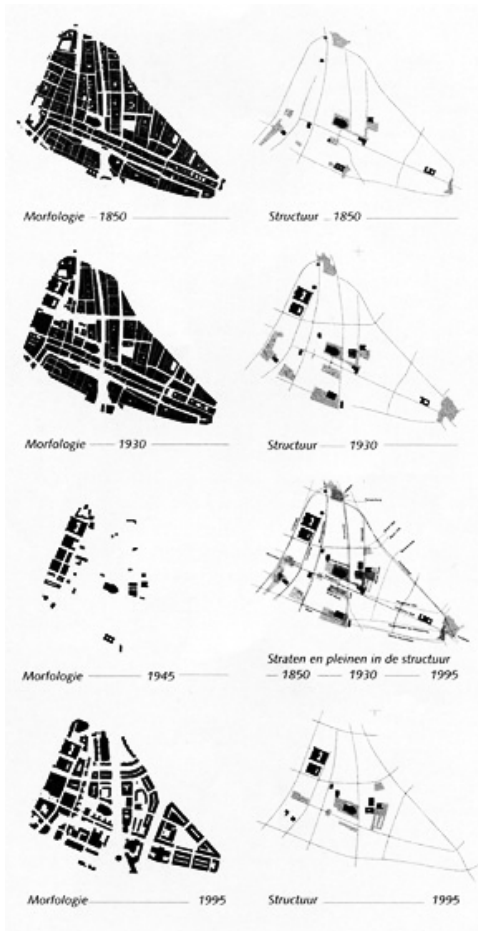 Morfologie 1850
Structuur 1850
Morfologie 1930
Structuur 1930
Morfologie 1945
Straten en pleinen in de structuur
1850 1930 1995
Morfologie 1995
Structuur 1995